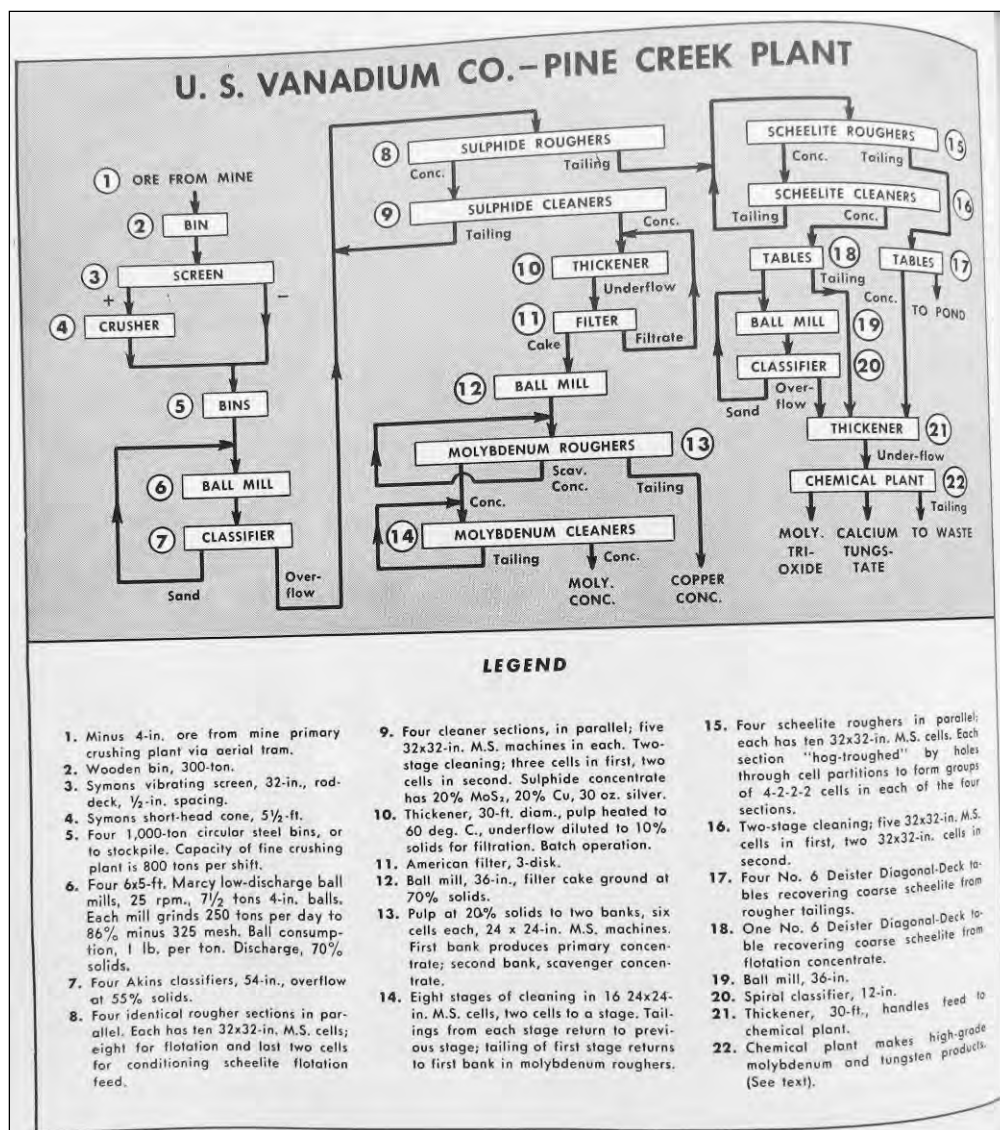 U. S. VANADIUM CO.–PINE CREEK PLANT
1 ORE FROM MINE
2 BIN
3 SCREEN
+ –
4 CRUSHER
5 BINS
6 BALL MILL
7 CLASSIFIER
Sand
Over-
flow
8 SULPHIDE ROUGHERS
Conc. Tailing
9 SULPHIDE CLEANERS
Tailing Conc.
10 THICKENER
Underflow
11 FILTER
Cake Filtrate
12 BALL MILL
MOLYBDENUM ROUGHERS 13
Scav.
Conc.
Tailing
Conc.
14 MOLYBDENUM CLEANERS
Tailing Conc.
MOLY.
CONC.
COPPER
CONC.
SCHEELITE ROUGHERS 15
Conc. Tailing
SCHEELITE CLEANERS 16
Tailing Conc.
TABLES 18
Tailing
TABLES 17
Conc.
TO POND
BALL MILL 19
CLASSIFIER 20
Sand
Over-
flow
THICKENER 21
Under-flow
CHEMICAL PLANT 22
Tailing
MOLY.
TRI-
OXIDE
CALCIUM
TUNGS-
TATE
TO WASTE
LEGEND
1. Minus 4-in. ore from mine primary
crushing plant via aerial tram.
2. Wooden bin, 300-ton.
3. Symons vibrating screen, 32-in., rod-
deck, ½-in. spacing.
4. Symons short-head cone, 5½-ft.
5. Four 1,000-ton circular steel bins, or
to stockpile. Capacity of fine crushing
plant is 800 tons per shift.
6. Four 6x5-ft. Marcy low-discharge ball
mills, 25 rpm., 7½ tons 4-in. balls.
Each mill grinds 250 tons per day to
86% minus 325 mesh. Ball consump-
tion, 1 lb. per ton. Discharge, 70%
solids.
7. Four Akins classifiers, 54-in., overflow
at 55% solids.
8. Four identical rougher sections in par-
allel. Each has ten 32x32-in. M.S. cells;
eight for flotation and last two cells
for conditioning scheelite flotation
feed.
9. Four cleaner sections, in parallel; five
32x32-in. M.S. machines in each. Two-
stage cleaning; three cells in first, two
cells in second. Sulphide concentrate
has 20% MoS₂, 20% Cu, 30 oz. silver.
10. Thickener, 30-ft. diam., pulp heated to
60 deg. C., underflow diluted to 10%
solids for filtration. Batch operation.
11. American filter, 3-disk.
12. Ball mill, 36-in., filter cake ground at
70% solids.
13. Pulp at 20% solids to two banks, six
cells each, 24 x 24-in. M.S. machines.
First bank produces primary concen-
trate; second bank, scavenger concen-
trate.
14. Eight stages of cleaning in 16 24x24-
in. M.S. cells, two cells to a stage. Tail-
ings from each stage return to previ-
ous stage; tailing of first stage returns
to first bank in molybdenum roughers.
15. Four scheelite roughers in parallel;
each has ten 32x32-in. M.S. cells. Each
section "hog-troughed" by holes
through cell partitions to form groups
of 4-2-2-2 cells in each of the four
sections.
16. Two-stage cleaning; five 32x32-in. M.S.
cells in first, two 32x32-in. cells in
second.
17. Four No. 6 Deister Diagonal-Deck ta-
bles recovering coarse scheelite from
rougher tailings.
18. One No. 6 Deister Diagonal-Deck ta-
ble recovering coarse scheelite from
flotation concentrate.
19. Ball mill, 36-in.
20. Spiral classifier, 12-in.
21. Thickener, 30-ft., handles feed to
chemical plant.
22. Chemical plant makes high-grade
molybdenum and tungsten products.
(See text).